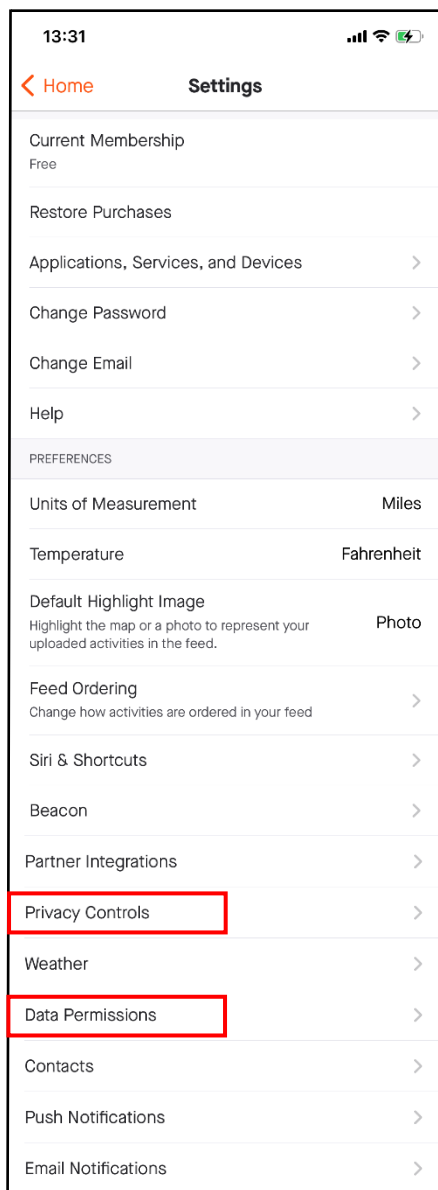 13:31
Home
Settings
Current Membership
Free
Restore Purchases
Applications, Services, and Devices
Change Password
Change Email
Help
PREFERENCES
Units of Measurement Miles
Temperature Fahrenheit
Default Highlight Image
Highlight the map or a photo to represent your
uploaded activities in the feed.
Photo
Feed Ordering
Change how activities are ordered in your feed
Siri & Shortcuts
Beacon
Partner Integrations
Privacy Controls
Weather
Data Permissions
Contacts
Push Notifications
Email Notifications